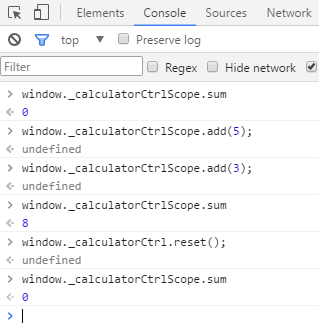 Elements Console Sources Network
top Preserve log
Filter Regex Hide network
> window._calculatorCtrlScope.sum
< 0
> window._calculatorCtrlScope.add(5);
< undefined
> window._calculatorCtrlScope.add(3);
< undefined
> window._calculatorCtrlScope.sum
< 8
> window._calculatorCtrl.reset();
< undefined
> window._calculatorCtrlScope.sum
< 0
>